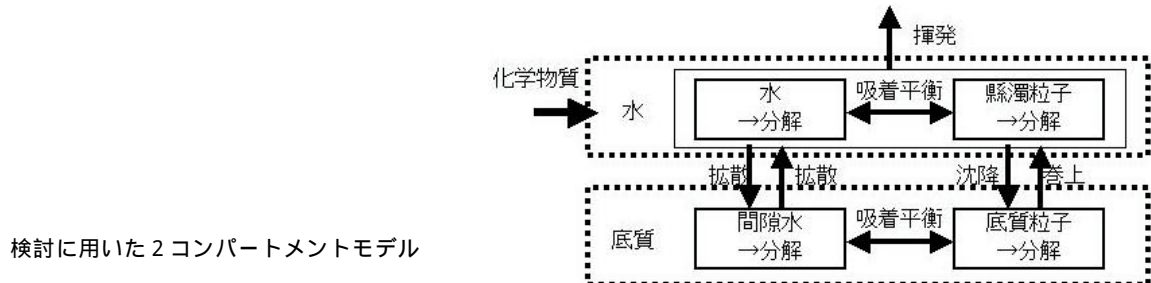 揮発
化学物質
水
水
→分解
吸着平衡
懸濁粒子
→分解
拡散
拡散
沈降
巻上
底質
間隙水
→分解
吸着平衡
底質粒子
→分解
検討に用いた２コンパートメントモデル